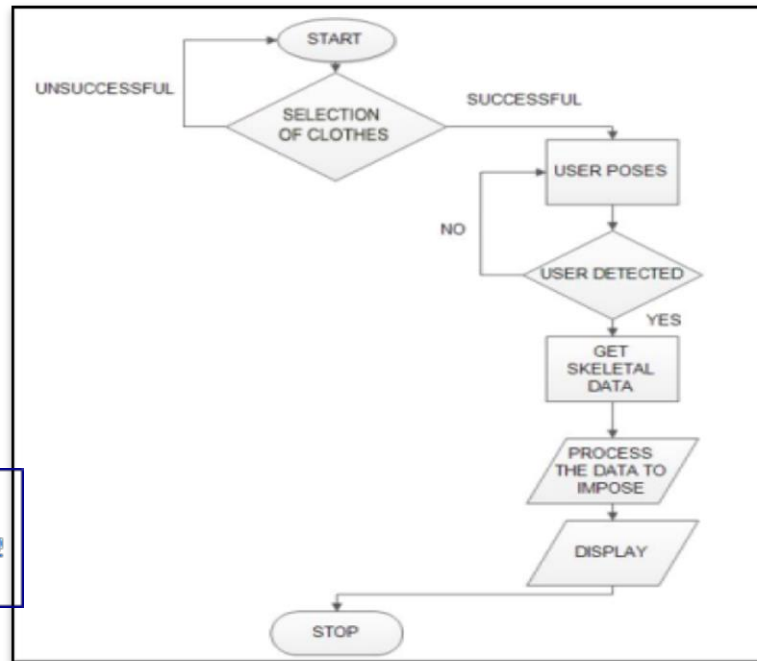 START
UNSUCCESSFUL
SUCCESSFUL
SELECTION
OF CLOTHES
USER POSES
NO
USER DETECTED
YES
GET
SKELETAL
DATA
PROCESS
THE DATA TO
IMPOSE
DISPLAY
STOP